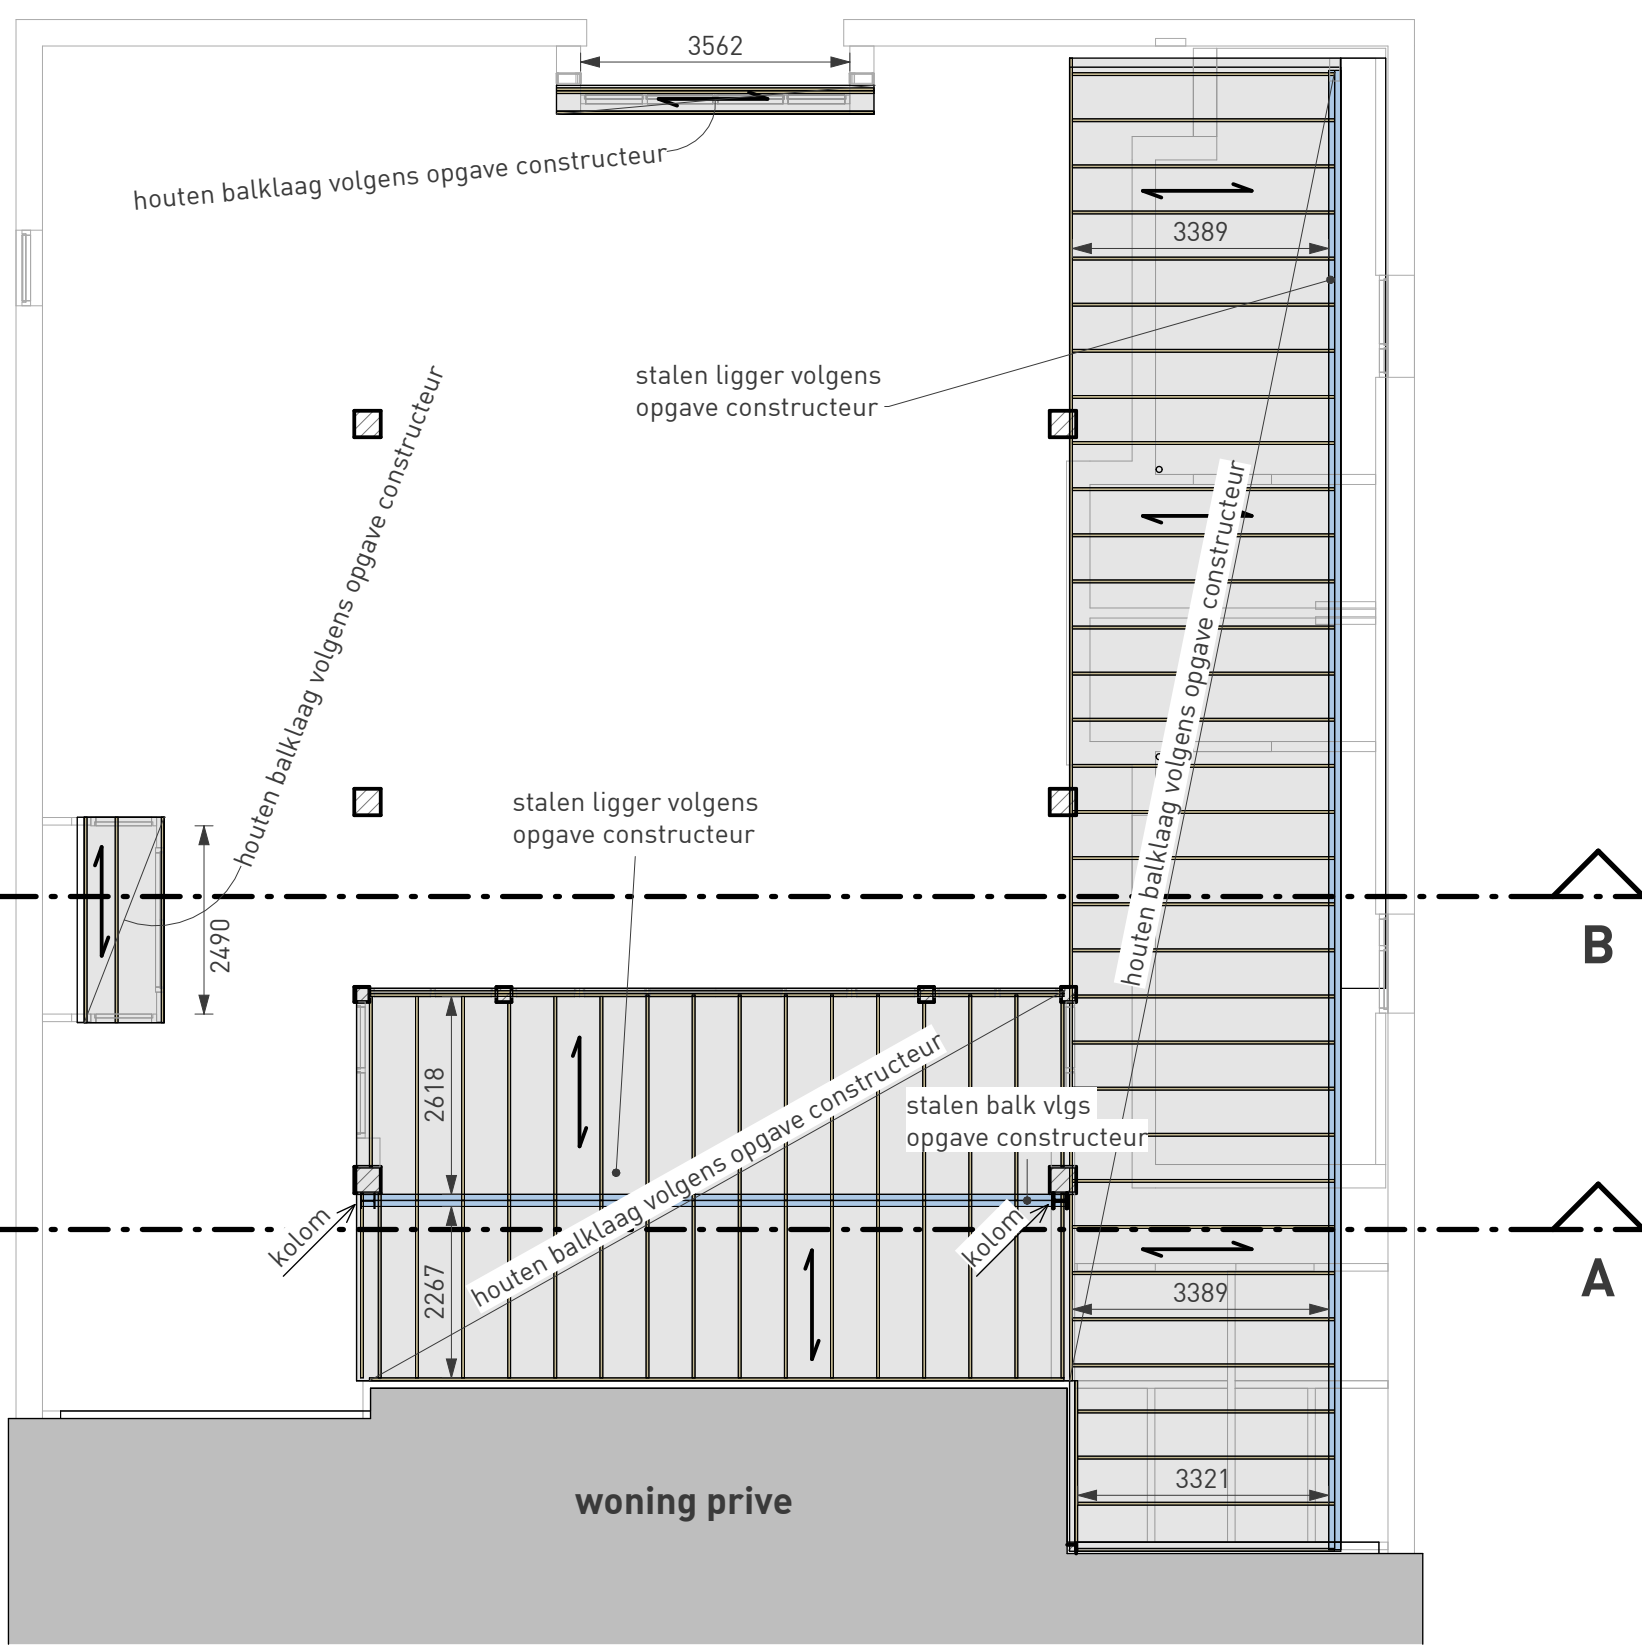 3562
houten balklaag volgens opgave constructeur
3389
stalen ligger volgens
opgave constructeur
houten balklaag volgens opgave constructeur
houten balklaag volgens opgave constructeur
stalen ligger volgens
opgave constructeur
2490
B
2618
houten balklaag volgens opgave constructeur
stalen balk vlgs
opgave constructeur
kolom
kolom
2267
3389
A
3321
woning prive